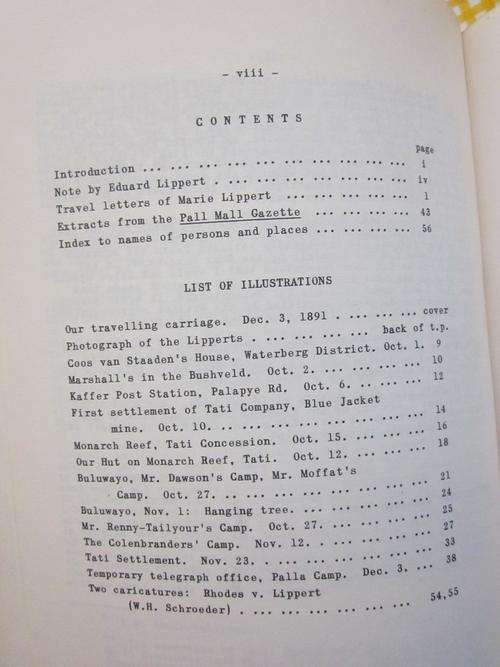 - viii -
C O N T E N T S
page
Introduction ... ... ... ... ... ... ... ... ... ... i
Note by Eduard Lippert . ... ... ... ... ... ... ... iv
Travel letters of Marie Lippert ... ... ... ... ... 1
Extracts from the Pall Mall Gazette ... ... ... ... 43
Index to names of persons and places ... ... ... ... 56
LIST OF ILLUSTRATIONS
Our travelling carriage. Dec. 3, 1891 . ... ... ... cover
Photograph of the Lipperts . ... ... ... ... back of t.p.
Coos van Staaden's House, Waterberg District. Oct. 1. 9
Marshall's in the Bushveld. Oct. 2. ... ... ... ... 10
Kaffer Post Station, Palapye Rd. Oct. 6. ... ... ... 12
First settlement of Tati Company, Blue Jacket
mine. Oct. 10. .. ... ... ... ... ... ... ... ... 14
Monarch Reef, Tati Concession. Oct. 15. ... ... ... 16
Our Hut on Monarch Reef, Tati. Oct. 12. ... ... ... 18
Buluwayo, Mr. Dawson's Camp, Mr. Moffat's
Camp. Oct. 27. .. ... ... ... ... ... ... ... ... 21
Buluwayo, Nov. 1: Hanging tree. ... ... ... ... ... 24
Mr. Renny-Tailyour's Camp. Oct. 27. ... ... ... ... 25
The Colenbranders' Camp. Nov. 12. . ... ... ... ... 27
Tati Settlement. Nov. 23. . ... ... ... ... ... ... 33
Temporary telegraph office, Palla Camp. Dec. 3. ... 38
Two caricatures: Rhodes v. Lippert
(W.H. Schroeder) . ... ... ... ... ... ... 54,55